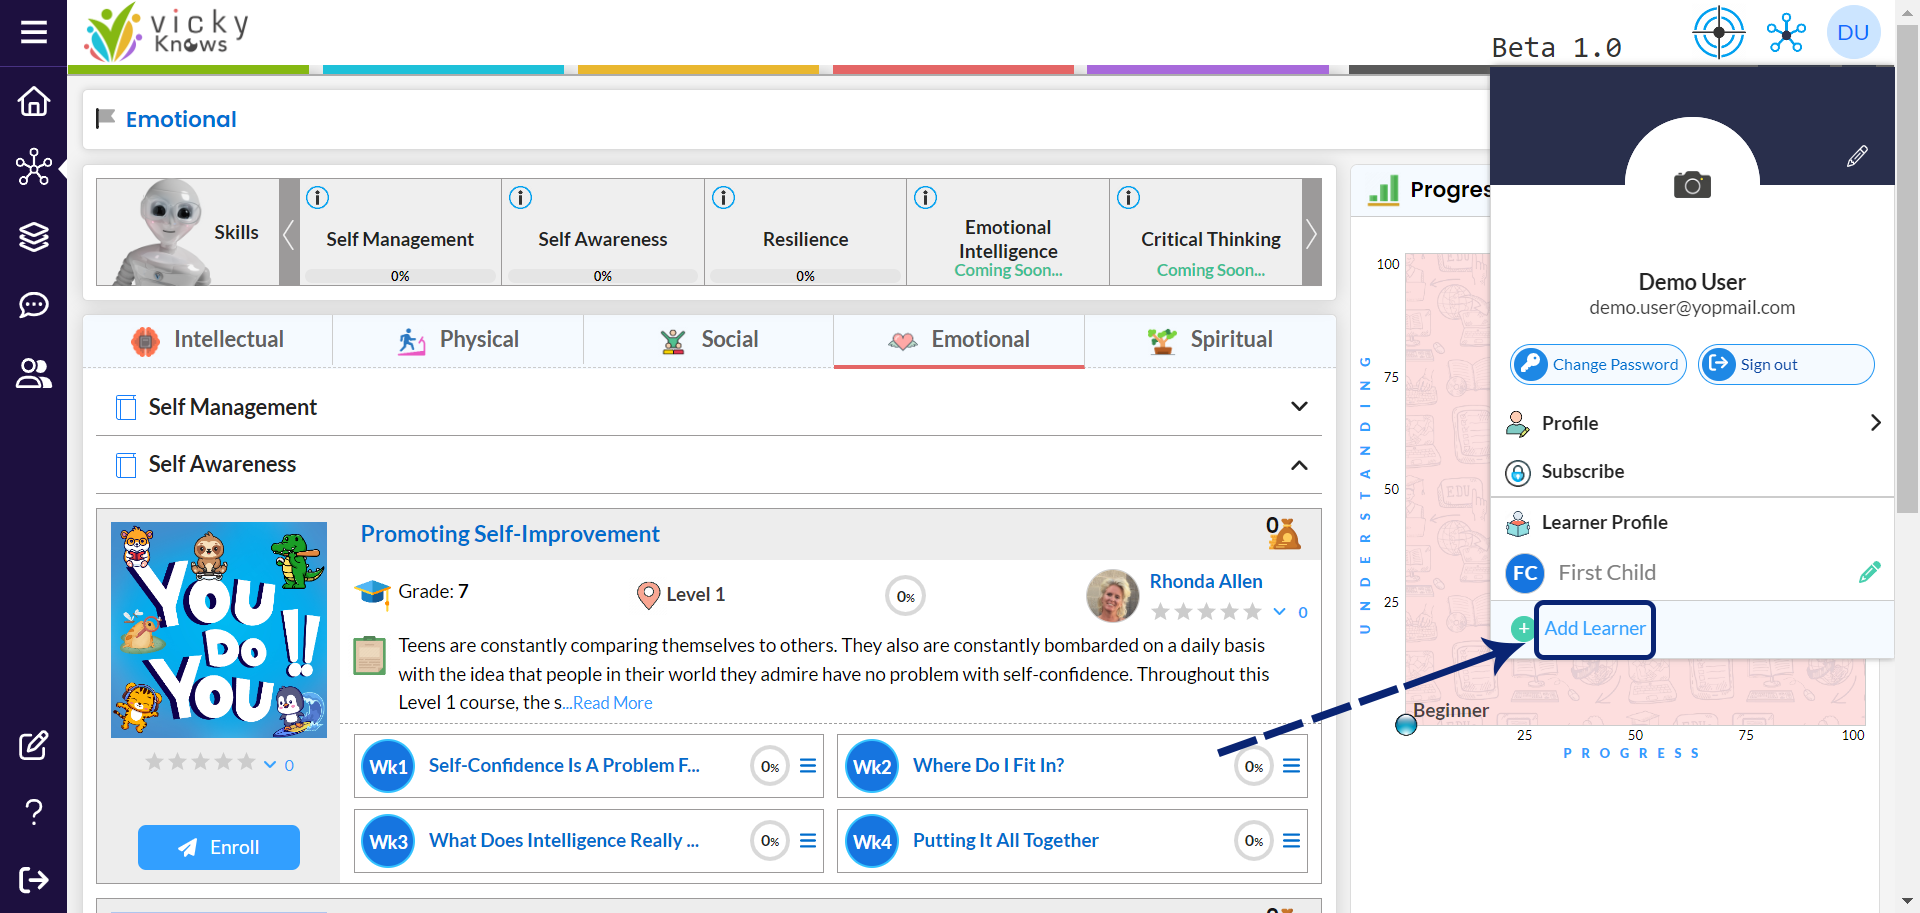 vicky
Knows
Beta 1.0
DU
Emotional
Skills
Self Management
0%
Self Awareness
0%
Resilience
0%
Emotional
Intelligence
Coming Soon...
Critical Thinking
Coming Soon...
Intellectual
Physical
Social
Emotional
Spiritual
Self Management
Self Awareness
YOU
DO
YOU!!
Promoting Self-Improvement
0
Grade: 7
Level 1
0%
Rhonda Allen
0
Teens are constantly comparing themselves to others. They also are constantly bombarded on a daily basis
with the idea that people in their world they admire have no problem with self-confidence. Throughout this
Level 1 course, the s...Read More
0
Enroll
Wk1 Self-Confidence Is A Problem F... 0%
Wk2 Where Do I Fit In? 0%
Wk3 What Does Intelligence Really ... 0%
Wk4 Putting It All Together 0%
Progres
100
75
50
25
UNDERSTANDING
Beginner
25 50 75 100
PROGRESS
Demo User
demo.user@yopmail.com
Change Password
Sign out
Profile
Subscribe
Learner Profile
FC First Child
Add Learner